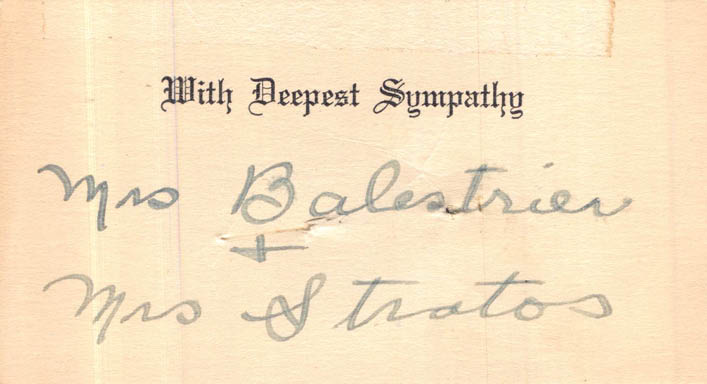 With Deepest Sympathy
Mrs Balestrier
+
Mrs Stratos